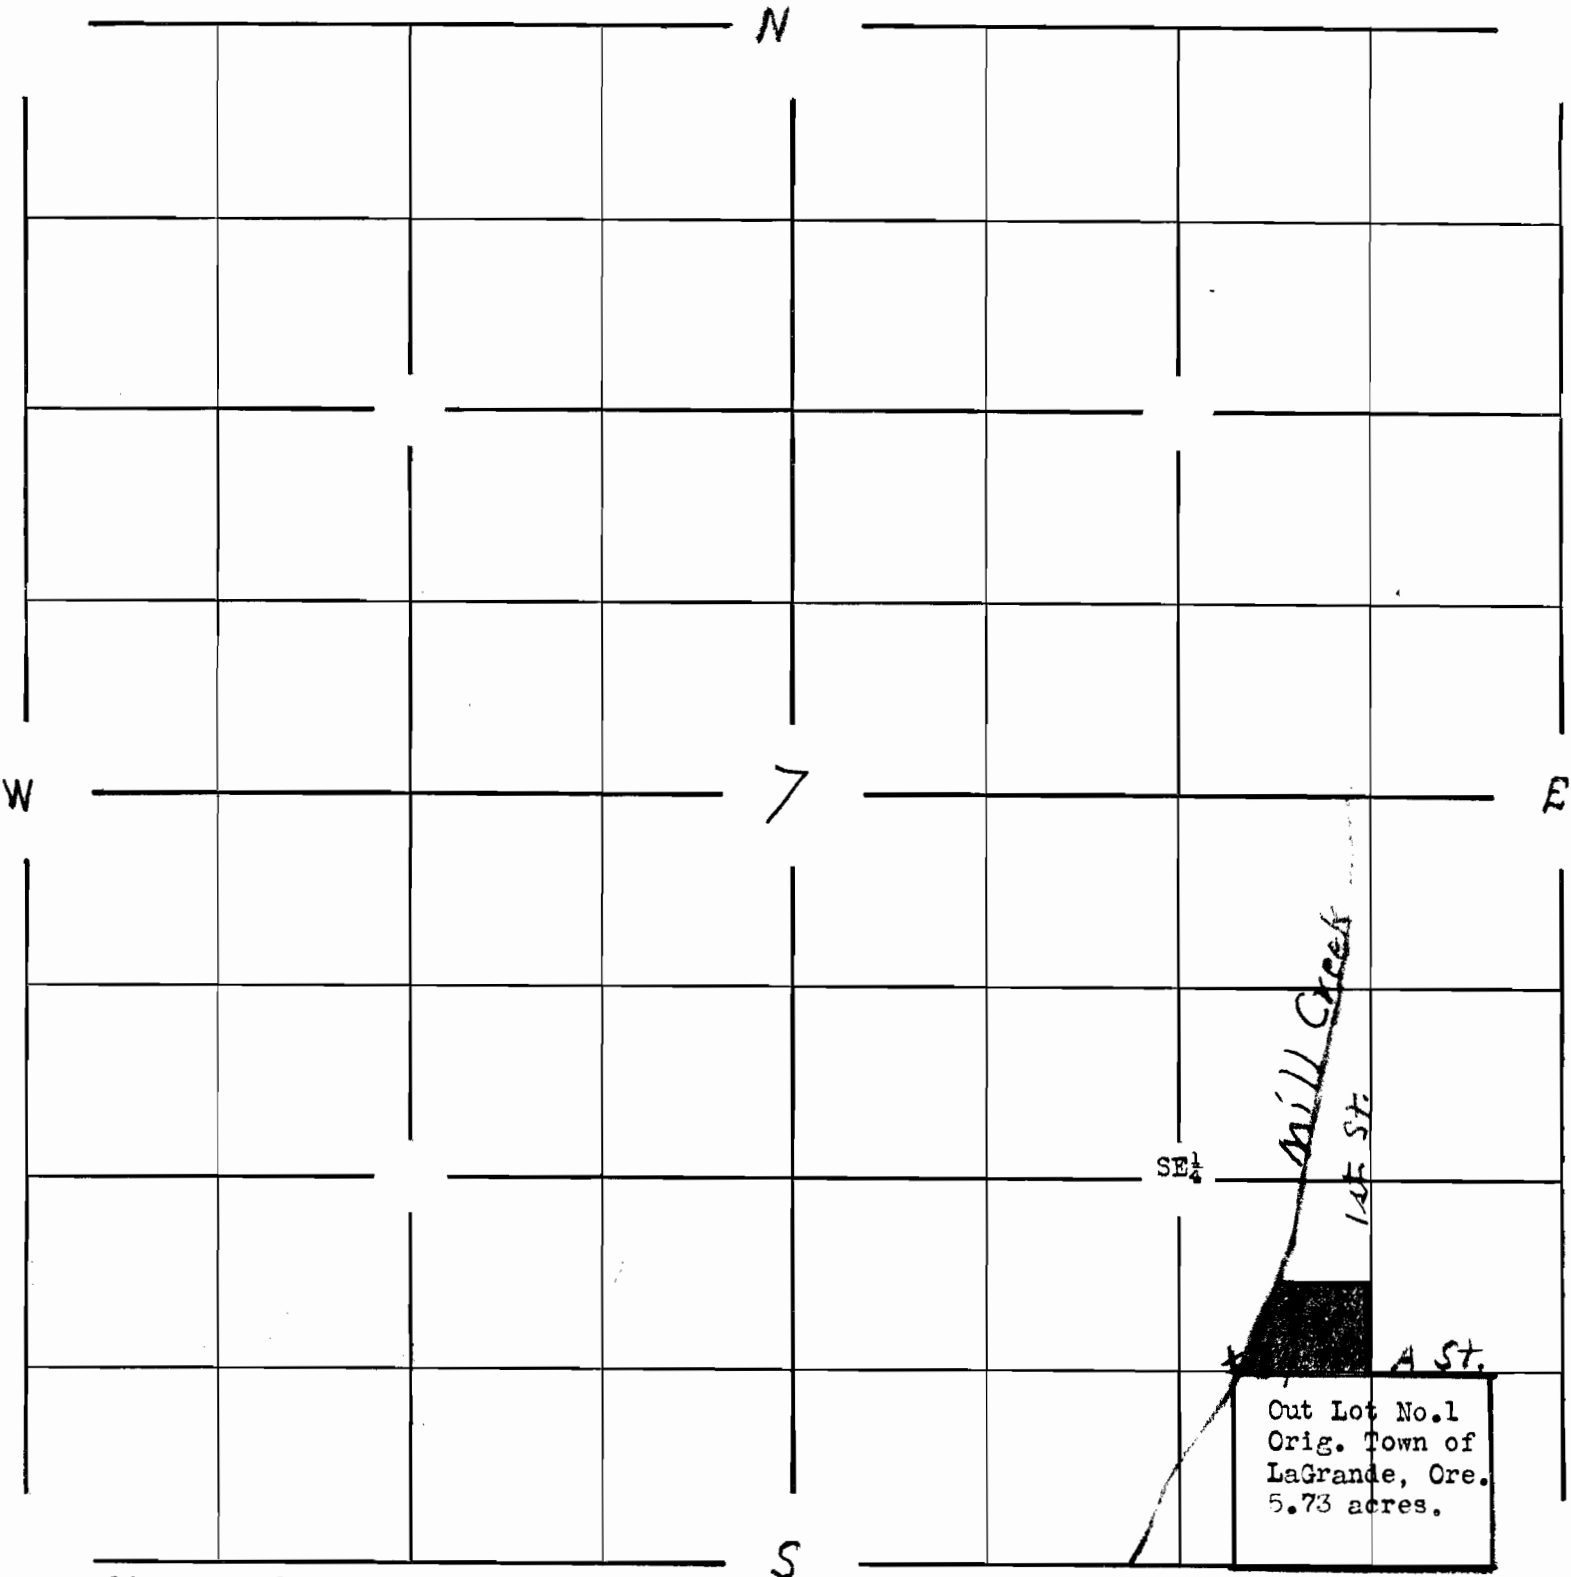 N
W
7
E
Mill Creek
1st St.
SE¼
A St.
Out Lot No.1
Orig. Town of
LaGrande, Ore.
5.73 acres.
S